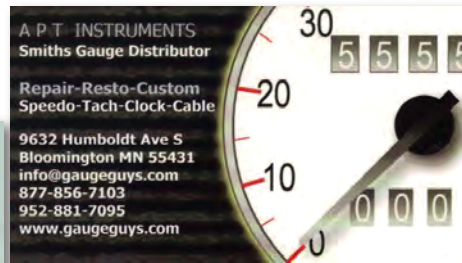 A P T INSTRUMENTS
Smiths Gauge Distributor
Repair-Resto-Custom
Speedo-Tach-Clock-Cable
9632 Humboldt Ave S
Bloomington MN 55431
info@gaugeguys.com
877-856-7103
952-881-7095
www.gaugeguys.com
30
5 5 5 5
20
10
0 0 0
0